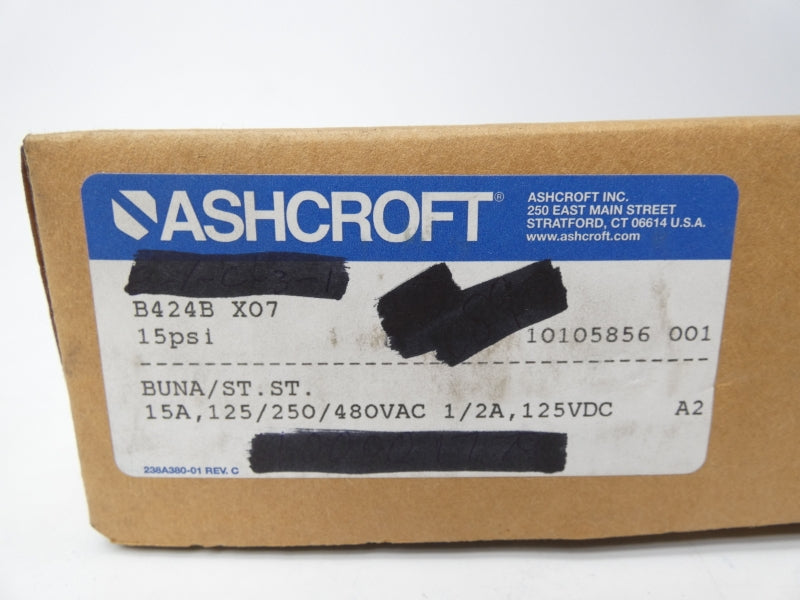 ASHCROFT®
ASHCROFT INC.
250 EAST MAIN STREET
STRATFORD, CT 06614 U.S.A.
www.ashcroft.com
B424B X07
15psi
10105856 001
BUNA/ST.ST.
15A,125/250/480VAC 1/2A,125VDC A2
238A380-01 REV. C